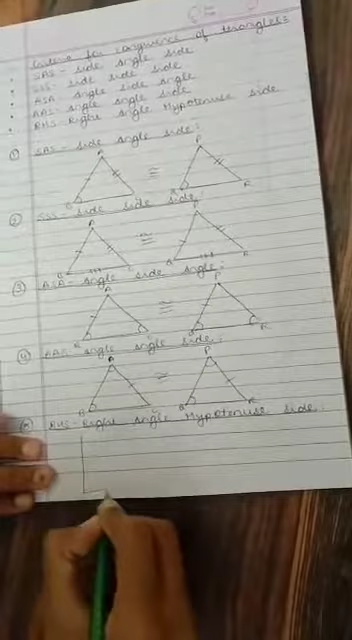 Criteria for congruence of triangles
• SAS - side angle side
• SSS - side side side
• ASA - angle side angle
• AAS - angle angle side
• RHS - Right angle Hypotenuse side
① SAS - side angle side :
A P
≅
B Q R
② SSS - side side side :
A P
≅
B Q R
③ ASA - angle side angle :
A P
≅
B C Q R
④ AAS - angle angle side :
A P
≅
B C Q R
⑤ RHS - Right angle Hypotenuse side :